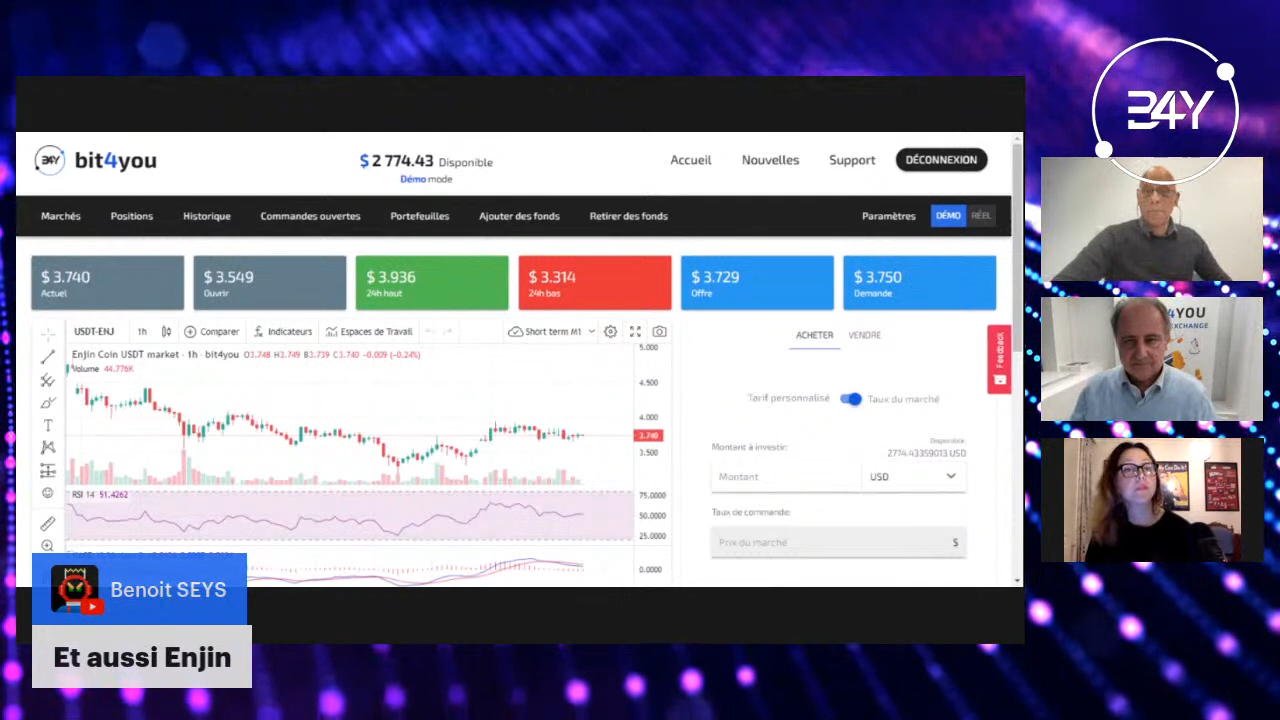 B4Y
B4Y bit4you
$ 2 774.43 Disponible
Démo mode
Accueil Nouvelles Support DÉCONNEXION
Marchés Positions Historique Commandes ouvertes Portefeuilles Ajouter des fonds Retirer des fonds Paramètres DÉMO RÉEL
$ 3.740 $ 3.549 $ 3.936 $ 3.314 $ 3.729 $ 3.750
Actuel Ouvrir 24h haut 24h bas Offre Demande
USDT-ENJ 1h Comparer Indicateurs Espaces de Travail Short term M1
Enjin Coin USDT market · 1h · bit4you O3.748 H3.749 B3.739 C3.740 -0.009 (-0.24%)
Volume 44.776K
5.000
4.500
4.000
3.740
3.500
RSI 14 51.4262
75.0000
50.0000
25.0000
0.0000
ACHETER VENDRE
Feedback
Tarif personnalisé Taux du marché
Disponible
Montant à investir: 2774.43359013 USD
Montant USD
Taux de commande:
Prix du marché $
4YOU
EXCHANGE
Benoit SEYS
Et aussi Enjin